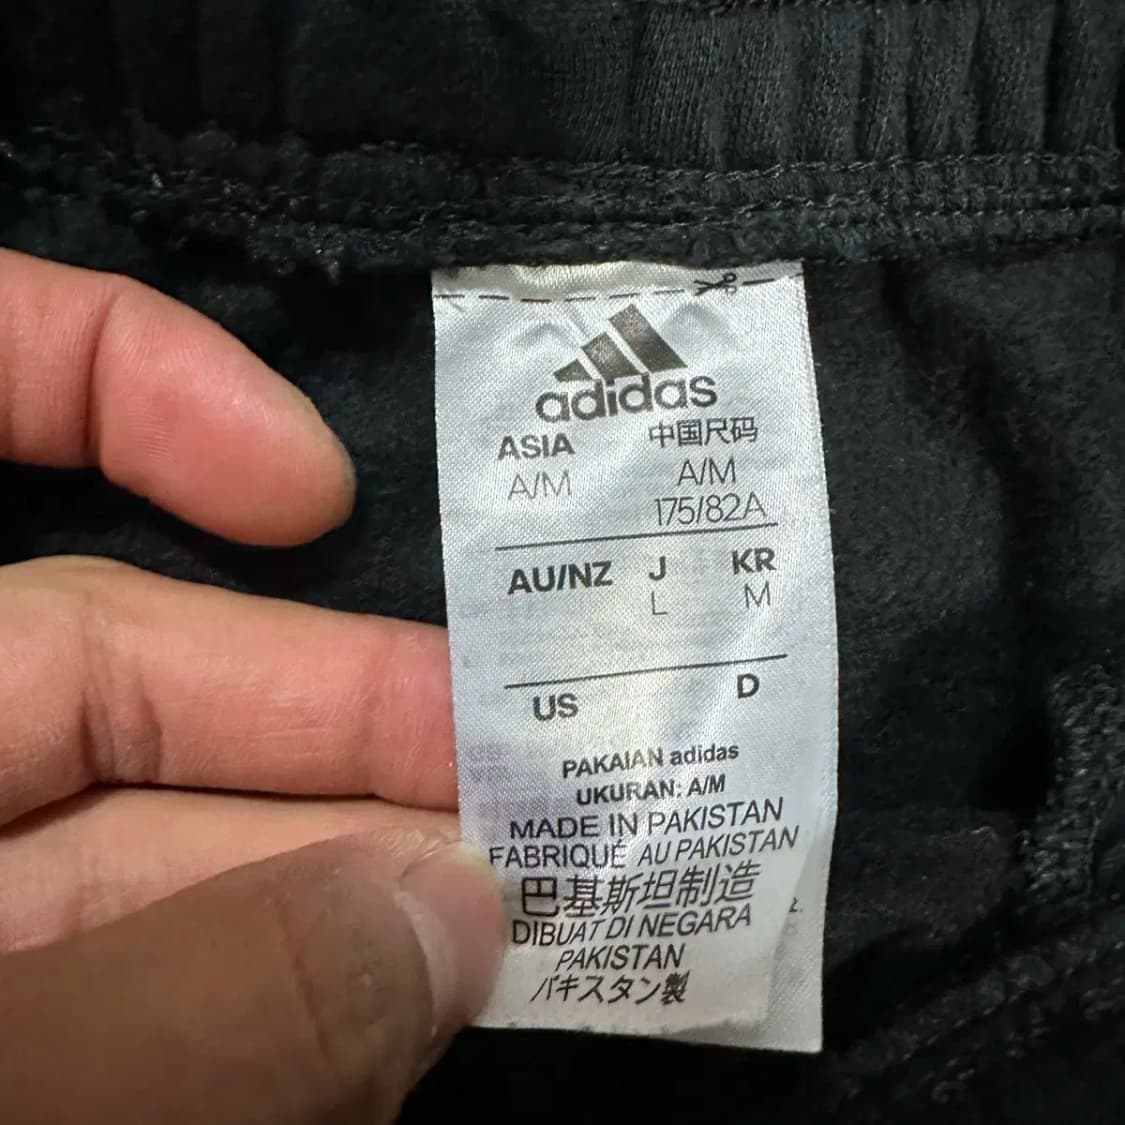 adidas
ASIA 中国尺码
A/M A/M
175/82A
AU/NZ J KR
L M
US D
PAKAIAN adidas
UKURAN: A/M
MADE IN PAKISTAN
FABRIQUÉ AU PAKISTAN
巴基斯坦制造
DIBUAT DI NEGARA
PAKISTAN
パキスタン製